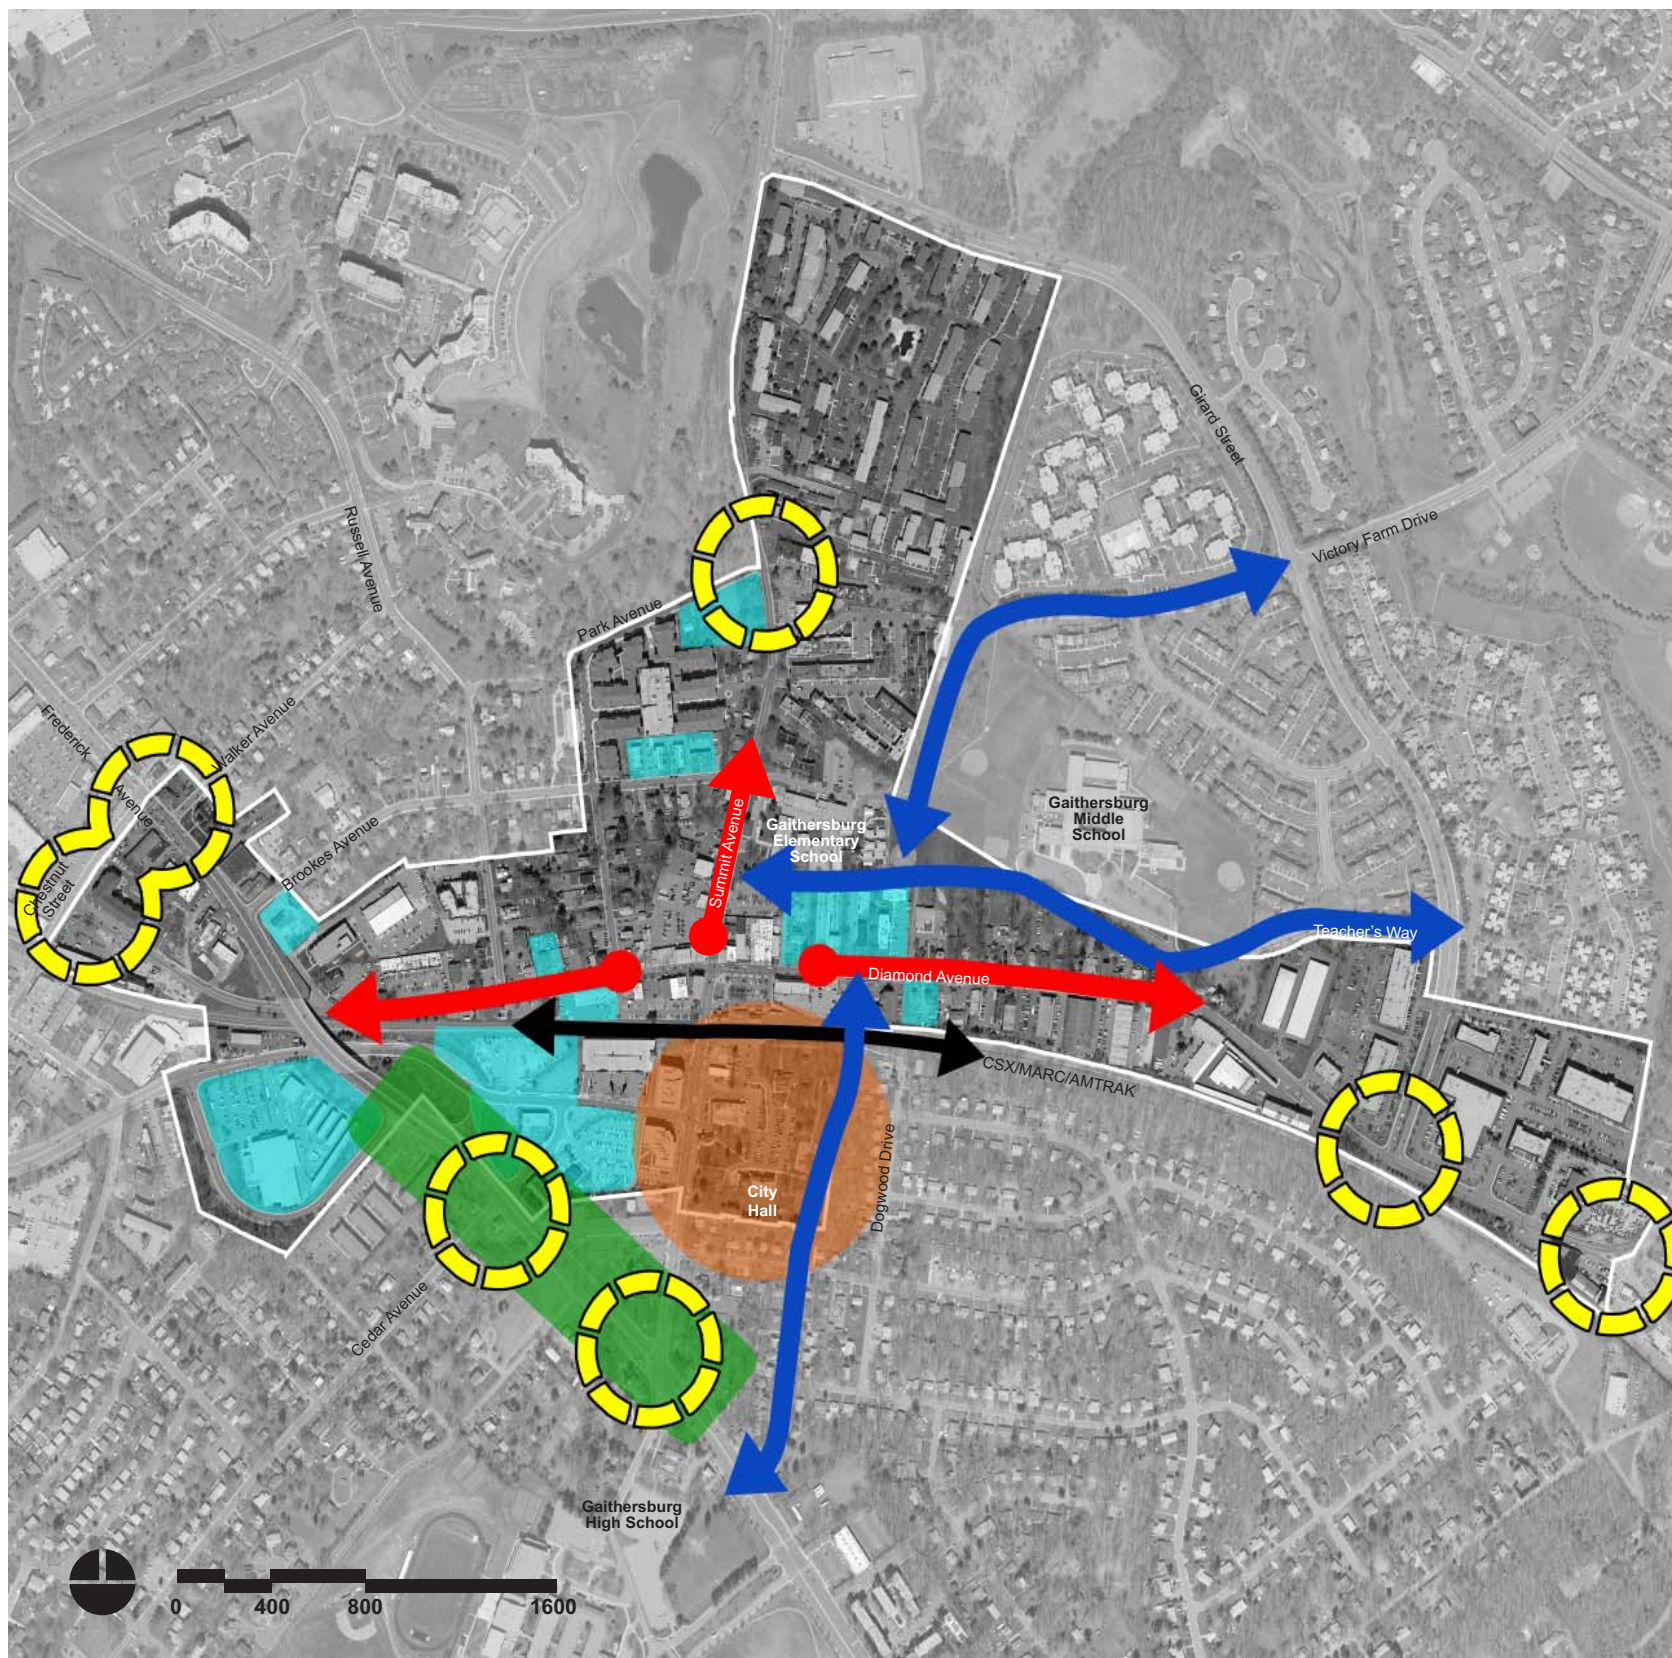 Girard Street
Victory Farm Drive
Russell Avenue
Park Avenue
Frederick
Avenue
Walker Avenue
Brookes Avenue
Chestnut
Street
Summit Avenue
Gaithersburg
Elementary
School
Gaithersburg
Middle
School
Teacher's Way
Diamond Avenue
CSX/MARC/AMTRAK
City
Hall
Dogwood Drive
Cedar Avenue
Gaithersburg
High School
0 400 800 1600